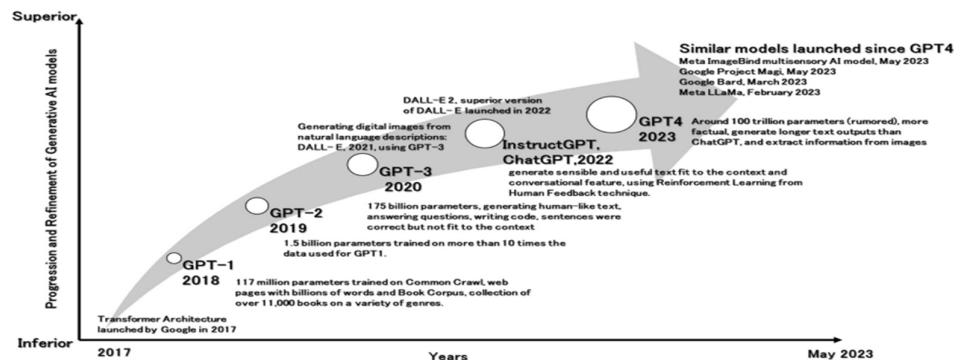 Superior
Progression and Refinement of Generative AI models
Similar models launched since GPT4
Meta ImageBind multisensory AI model, May 2023
Google Project Magi, May 2023
Google Bard, March 2023
Meta LLaMa, February 2023
DALL-E 2, superior version
of DALL-E launched in 2022
GPT4
2023
Around 100 trillion parameters (rumored), more
factual, generate longer text outputs than
ChatGPT, and extract information from images
Generating digital images from
natural language descriptions:
DALL-E, 2021, using GPT-3
InstructGPT,
ChatGPT,2022
generate sensible and useful text fit to the context and
conversational feature, using Reinforcement Learning from
Human Feedback technique.
GPT-3
2020
175 billion parameters, generating human-like text,
answering questions, writing code, sentences were
correct but not fit to the context
GPT-2
2019
1.5 billion parameters trained on more than 10 times the
data used for GPT1.
GPT-1
2018
117 million parameters trained on Common Crawl, web
pages with billions of words and Book Corpus, collection of
over 11,000 books on a variety of genres.
Transformer Architecture
launched by Google in 2017
Inferior
2017
Years
May 2023